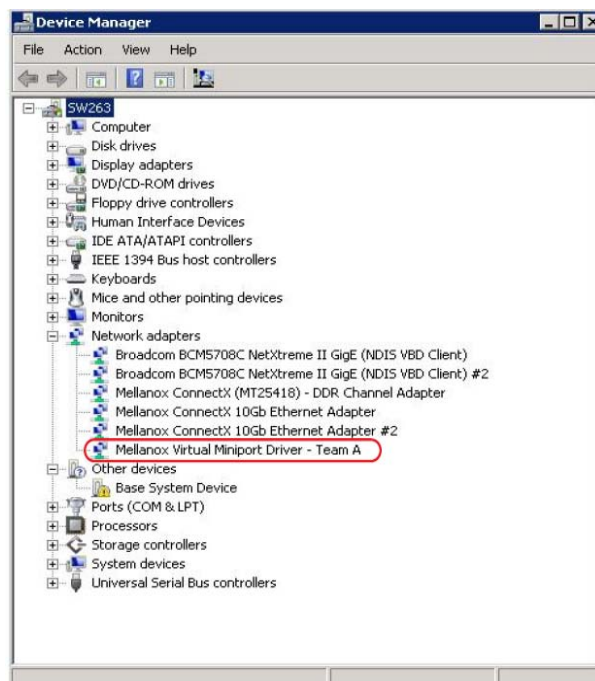 Device Manager
File Action View Help
SW263
Computer
Disk drives
Display adapters
DVD/CD-ROM drives
Floppy drive controllers
Human Interface Devices
IDE ATA/ATAPI controllers
IEEE 1394 Bus host controllers
Keyboards
Mice and other pointing devices
Monitors
Network adapters
Broadcom BCM5708C NetXtreme II GigE (NDIS VBD Client)
Broadcom BCM5708C NetXtreme II GigE (NDIS VBD Client) #2
Mellanox ConnectX (MT25418) - DDR Channel Adapter
Mellanox ConnectX 10Gb Ethernet Adapter
Mellanox ConnectX 10Gb Ethernet Adapter #2
Mellanox Virtual Miniport Driver - Team A
Other devices
Base System Device
Ports (COM & LPT)
Processors
Storage controllers
System devices
Universal Serial Bus controllers